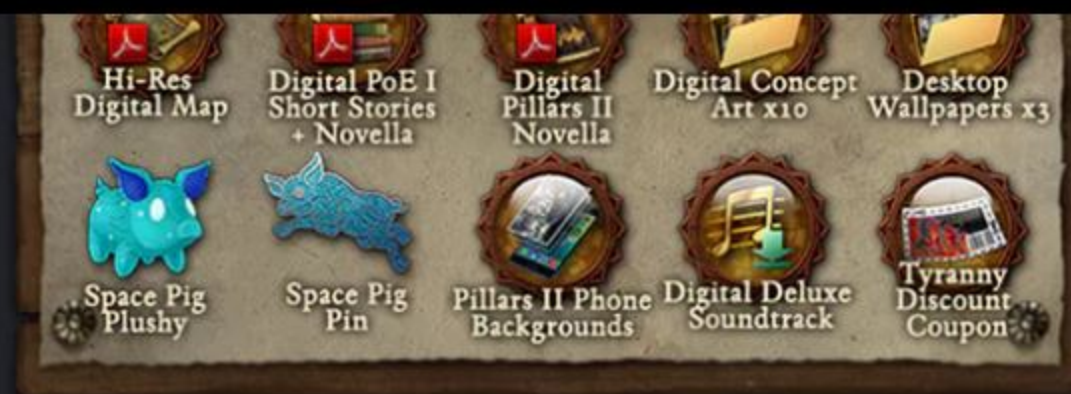 Hi-Res
Digital Map
Digital PoE I
Short Stories
+ Novella
Digital
Pillars II
Novella
Digital Concept
Art x10
Desktop
Wallpapers x3
Space Pig
Plushy
Space Pig
Pin
Pillars II Phone
Backgrounds
Digital Deluxe
Soundtrack
Tyranny
Discount
Coupon